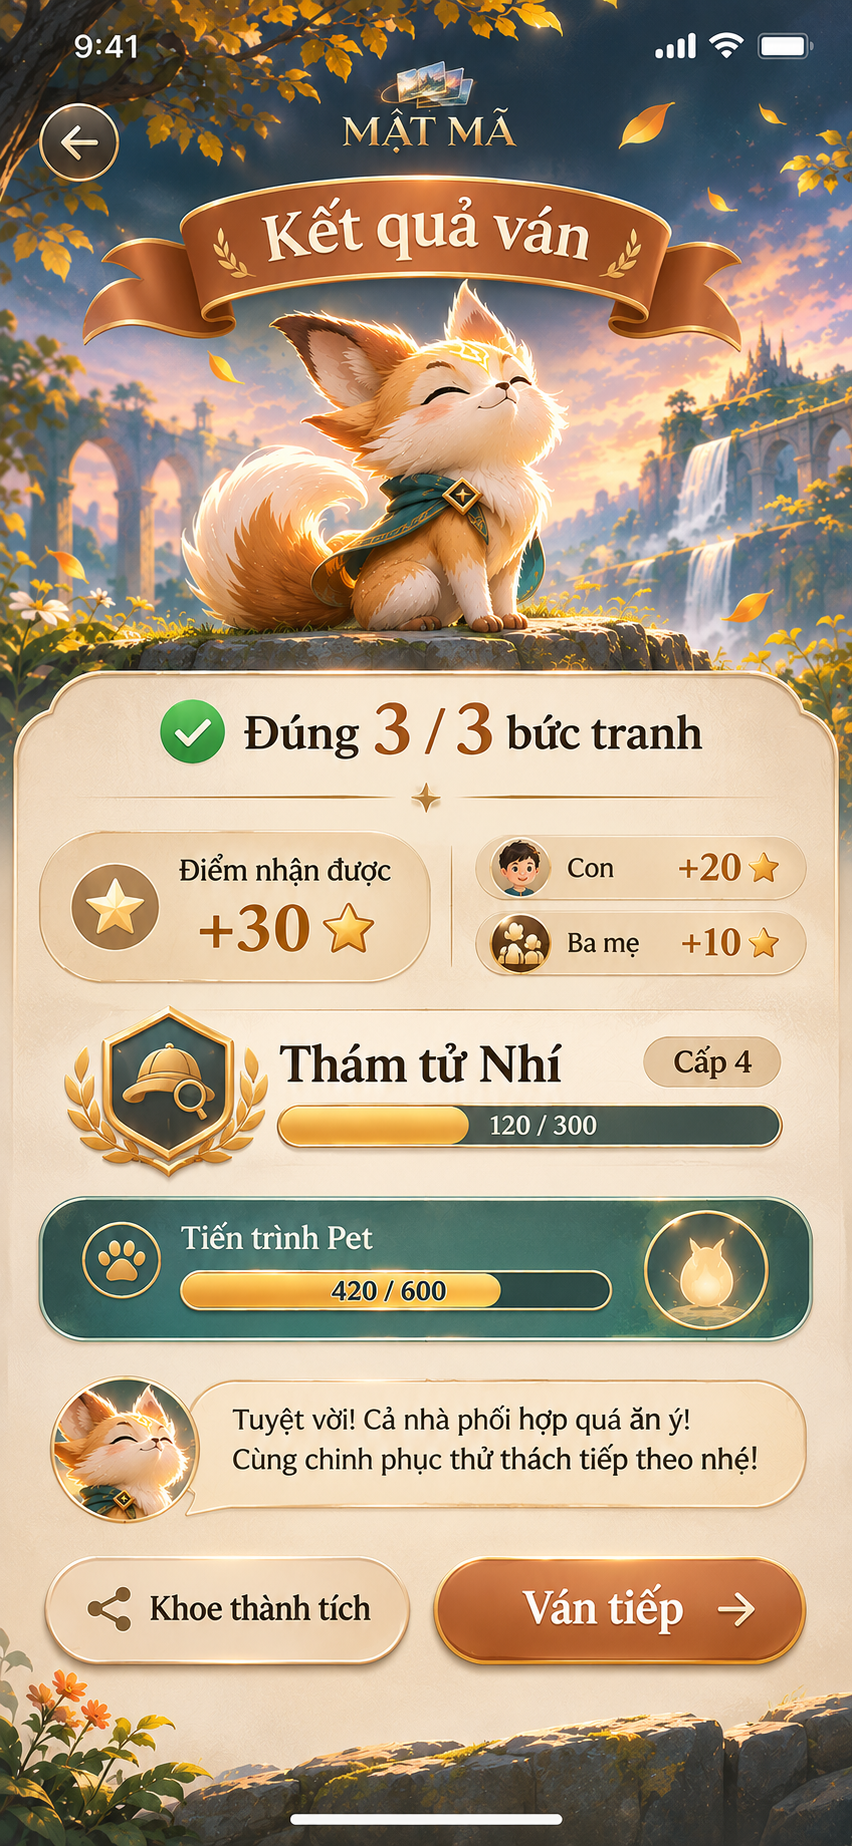 9:41
MẬT MÃ
Kết quả ván
Đúng 3 / 3 bức tranh
Điểm nhận được
+30
Con +20
Ba mẹ +10
Thám tử Nhí
Cấp 4
120 / 300
Tiến trình Pet
420 / 600
Tuyệt vời! Cả nhà phối hợp quá ăn ý!
Cùng chinh phục thử thách tiếp theo nhé!
Khoe thành tích
Ván tiếp